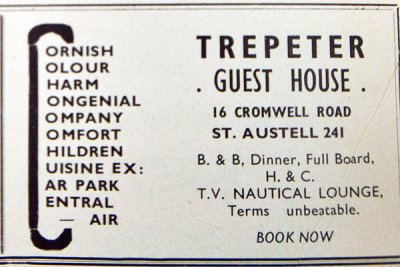 C
ORNISH
OLOUR
HARM
ONGENIAL
OMPANY
OMFORT
HILDREN
UISINE EX:
AR PARK
ENTRAL
— AIR
TREPETER
. GUEST HOUSE .
16 CROMWELL ROAD
ST. AUSTELL 241
B. & B., Dinner, Full Board,
H. & C.
T.V. NAUTICAL LOUNGE,
Terms unbeatable.
BOOK NOW